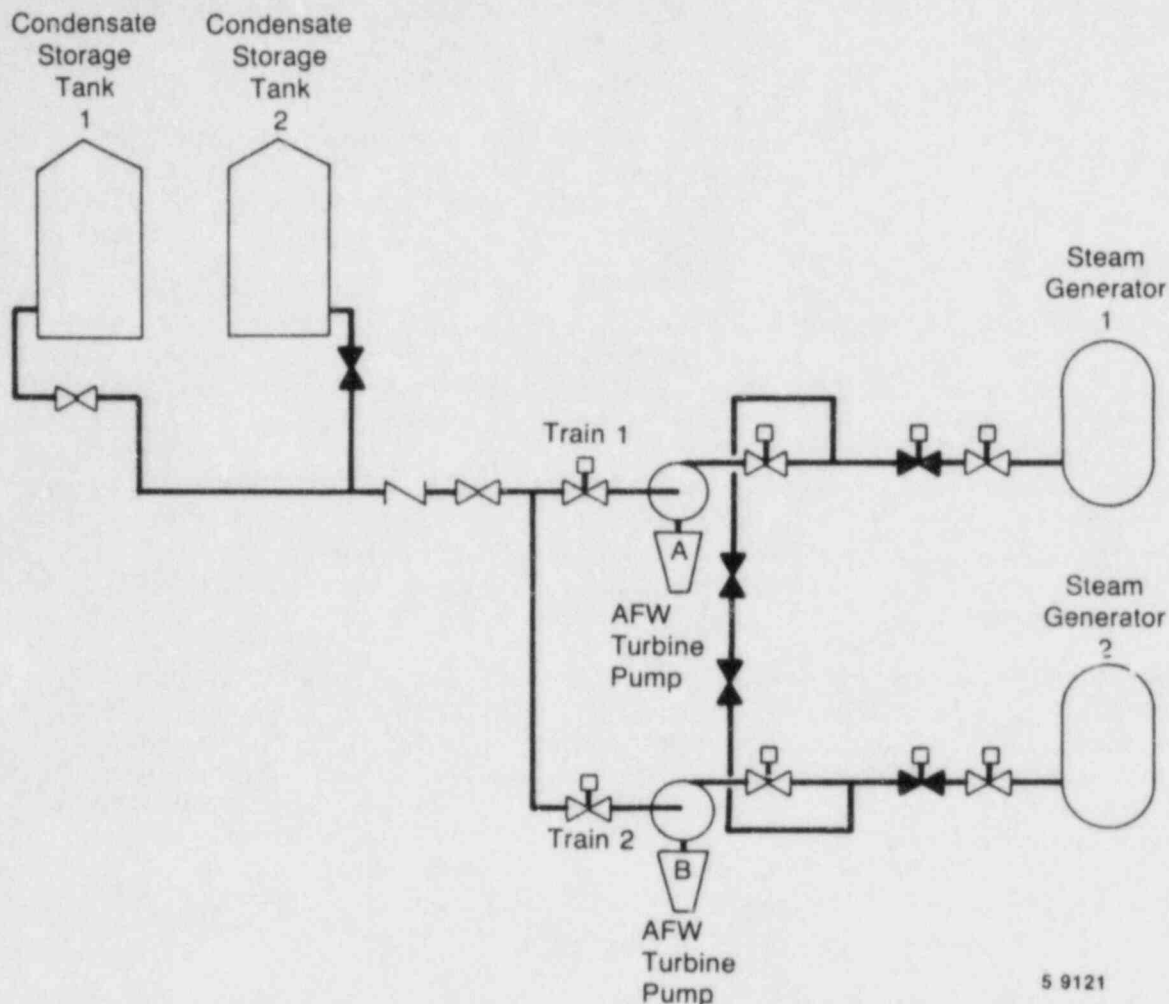 Condensate
Storage
Tank
1
Condensate
Storage
Tank
2
Steam
Generator
1
Train 1
A
AFW
Turbine
Pump
Steam
Generator
2
Train 2
B
AFW
Turbine
Pump
5 9121